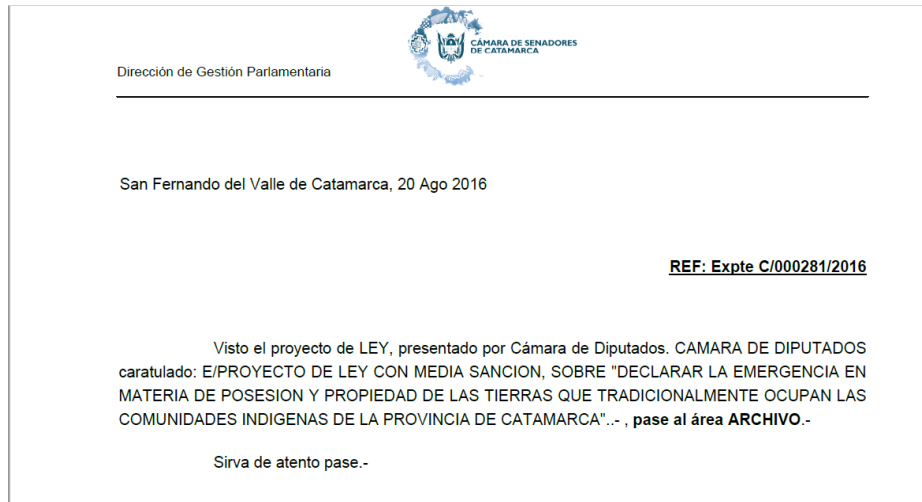 CÁMARA DE SENADORES
DE CATAMARCA
Dirección de Gestión Parlamentaria
San Fernando del Valle de Catamarca, 20 Ago 2016
REF: Expte C/000281/2016
Visto el proyecto de LEY, presentado por Cámara de Diputados. CAMARA DE DIPUTADOS
caratulado: E/PROYECTO DE LEY CON MEDIA SANCION, SOBRE "DECLARAR LA EMERGENCIA EN
MATERIA DE POSESION Y PROPIEDAD DE LAS TIERRAS QUE TRADICIONALMENTE OCUPAN LAS
COMUNIDADES INDIGENAS DE LA PROVINCIA DE CATAMARCA"..- , pase al área ARCHIVO.-
Sirva de atento pase.-